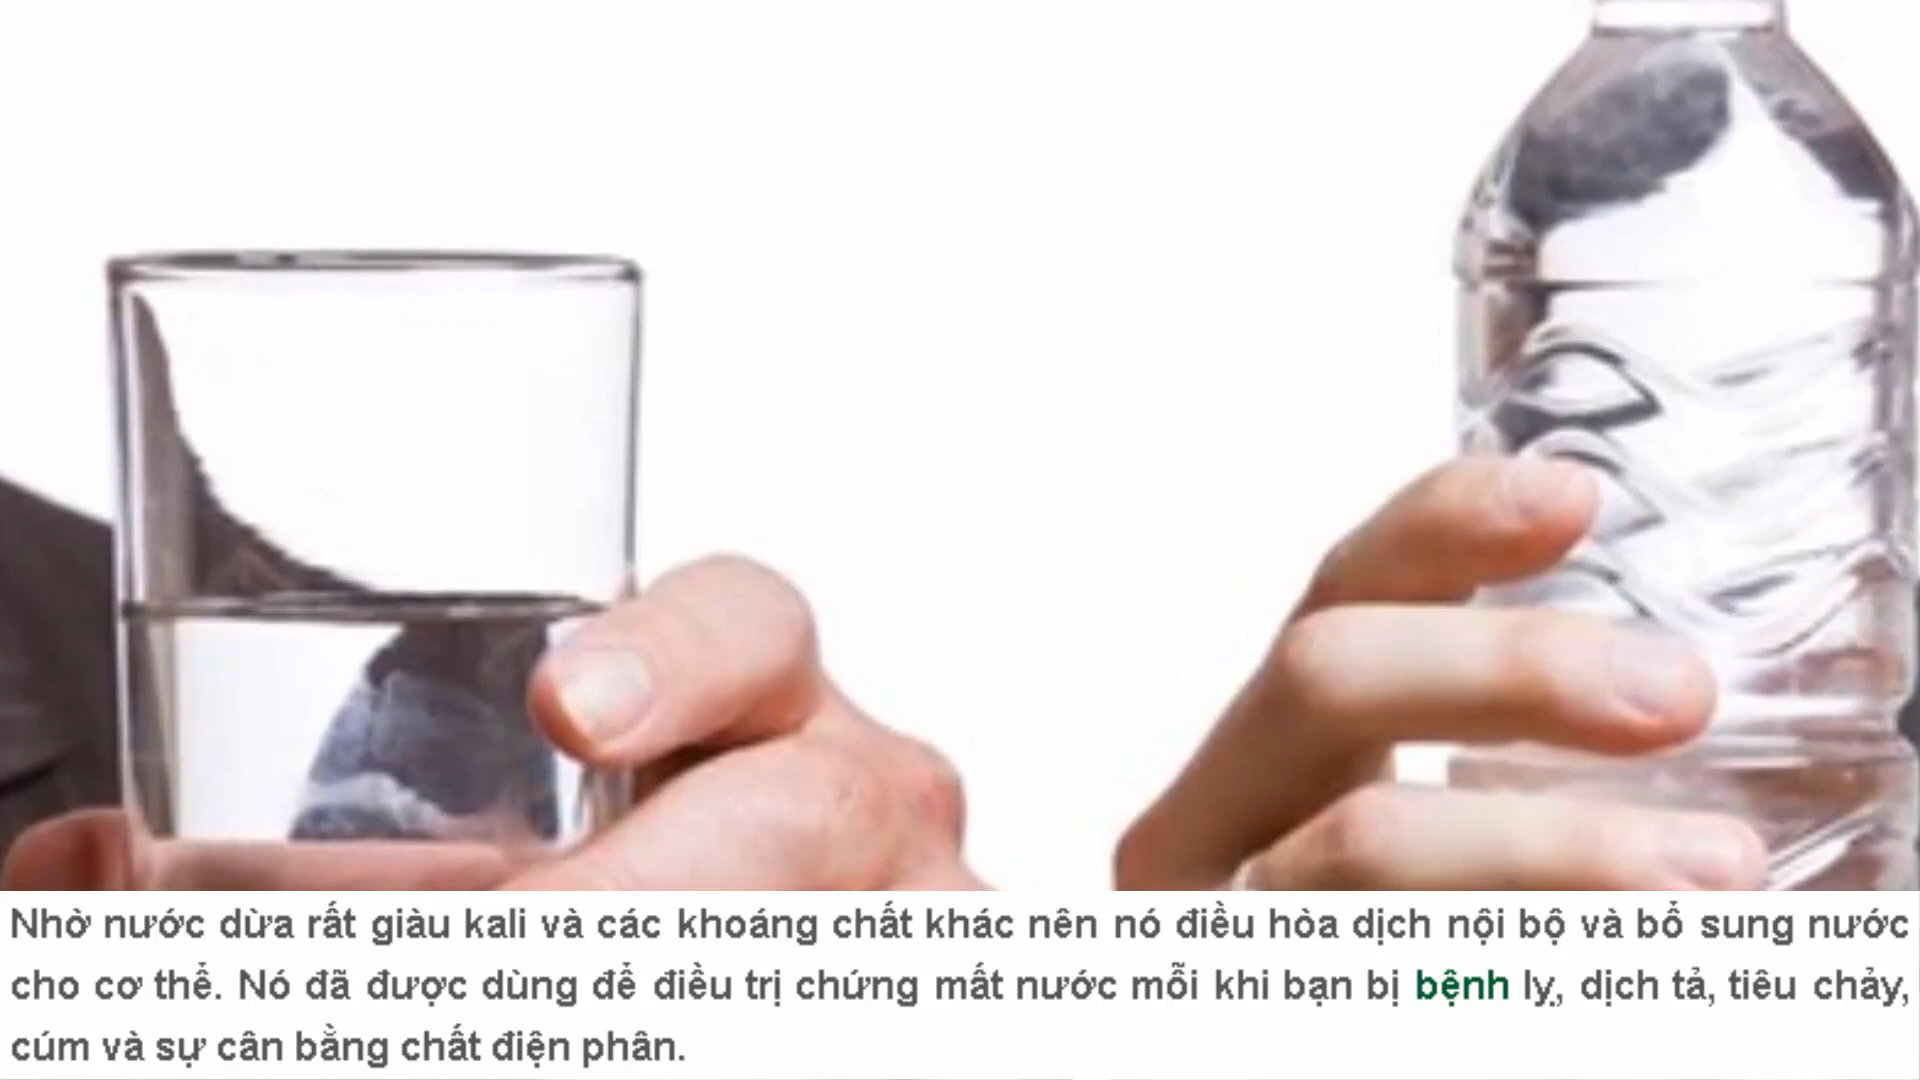 Nhờ nước dừa rất giàu kali và các khoáng chất khác nên nó điều hòa dịch nội bộ và bổ sung nước
cho cơ thể. Nó đã được dùng để điều trị chứng mất nước mỗi khi bạn bị bệnh lỵ, dịch tả, tiêu chảy,
cúm và sự cân bằng chất điện phân.